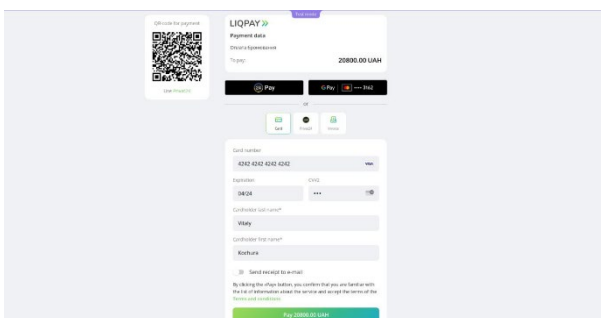 Test mode
QR-code for payment
LIQPAY
Payment data
Оплата бронювання
To pay:
20800.00 UAH
Pay
G Pay
•••• 3162
or
Card
Privat24
Card number
4242 4242 4242 4242
VISA
Expiration
CVV2
04/24
•••
Cardholder last name*
Vitaly
Cardholder first name*
Send receipt to e-mail
By clicking the «Pay» button, you confirm that you are familiar with
the list of information about the service and accept the terms of the
Terms and conditions
Pay 20800.00 UAH